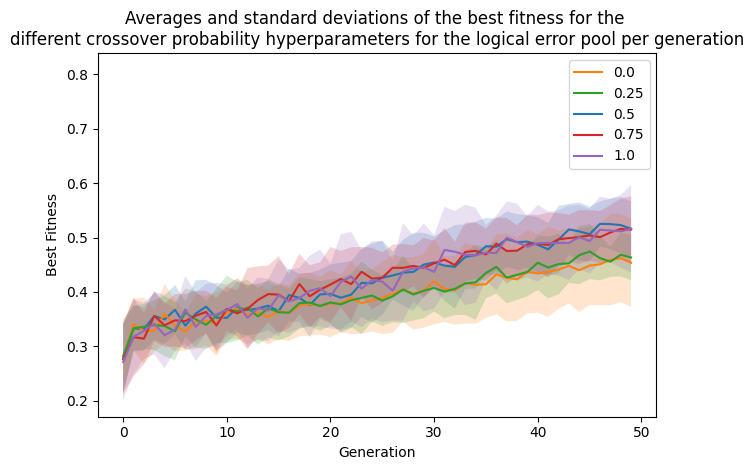 Averages and standard deviations of the best fitness for the
different crossover probability hyperparameters for the logical error pool per generation
0.8
0.7
0.6
0.5
0.4
0.3
0.2
Best Fitness
0.0
0.25
0.5
0.75
1.0
0 10 20 30 40 50
Generation